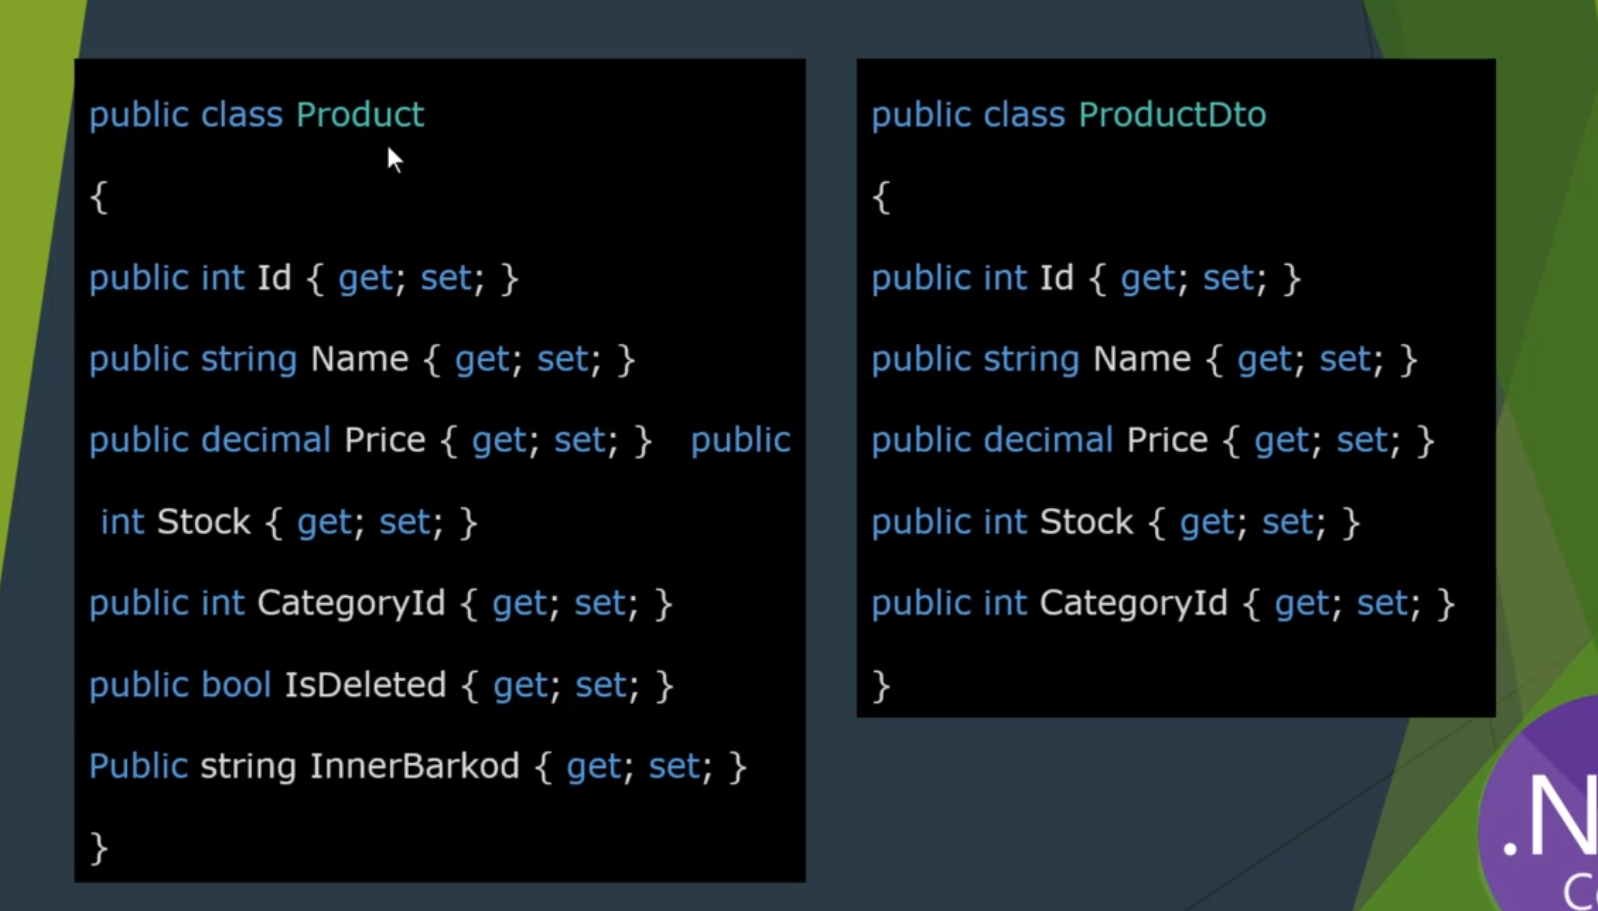 public class Product
{
public int Id { get; set; }
public string Name { get; set; }
public decimal Price { get; set; }   public
int Stock { get; set; }
public int CategoryId { get; set; }
public bool IsDeleted { get; set; }
Public string InnerBarkod { get; set; }
}
public class ProductDto
{
public int Id { get; set; }
public string Name { get; set; }
public decimal Price { get; set; }
public int Stock { get; set; }
public int CategoryId { get; set; }
}
.N
Co